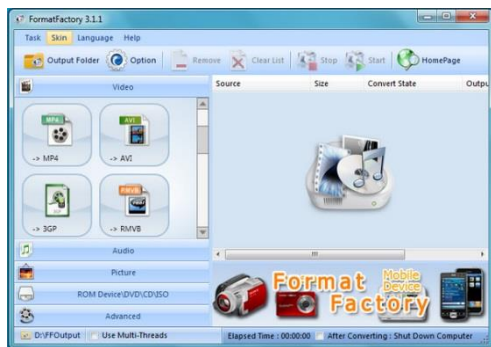 FormatFactory 3.1.1
Task Skin Language Help
Output Folder Option Remove Clear List Stop Start HomePage
Video
Source Size Convert State Outpu
MP4 AVI
-> MP4 -> AVI
3GP RMVB
-> 3GP -> RMVB
Audio
Picture
ROM Device\DVD\CD\ISO
Advanced
Format Factory
Mobile Device
D:\FFOutput Use Multi-Threads Elapsed Time : 00:00:00 After Converting : Shut Down Computer